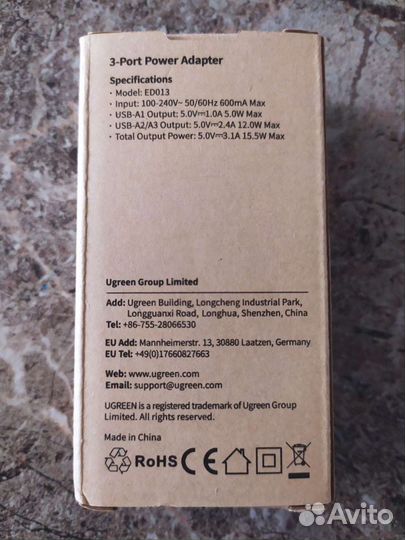 3-Port Power Adapter
Specifications
· Model: ED013
· Input: 100-240V~ 50/60Hz 600mA Max
· USB-A1 Output: 5.0V⎓1.0A 5.0W Max
· USB-A2/A3 Output: 5.0V⎓2.4A 12.0W Max
· Total Output Power: 5.0V⎓3.1A 15.5W Max
Ugreen Group Limited
Add: Ugreen Building, Longcheng Industrial Park,
Longguanxi Road, Longhua, Shenzhen, China
Tel: +86-755-28066530
EU Add: Mannheimerstr. 13, 30880 Laatzen, Germany
EU Tel: +49(0)17660827663
Web: www.ugreen.com
Email: support@ugreen.com
UGREEN is a registered trademark of Ugreen Group
Limited. All rights reserved.
Made in China
RoHS CE
Avito